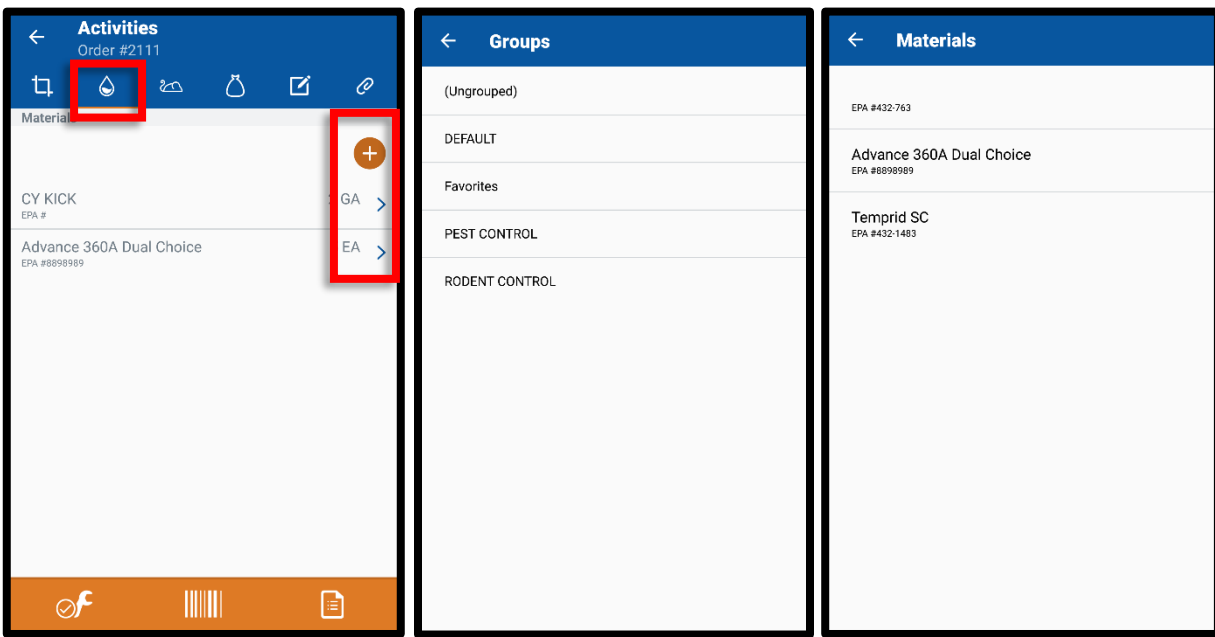 Activities
Order #2111
Materials
CY KICK
GA
EPA #
Advance 360A Dual Choice
EA
EPA #8898989
Groups
(Ungrouped)
DEFAULT
Favorites
PEST CONTROL
RODENT CONTROL
Materials
EPA #432-763
Advance 360A Dual Choice
EPA #8898989
Temprid SC
EPA #432-1483